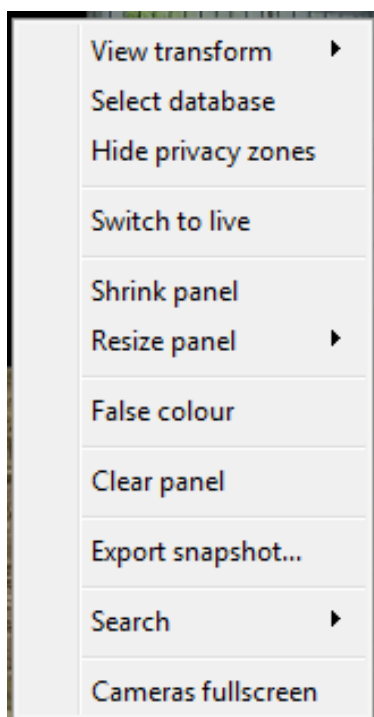 View transform
Select database
Hide privacy zones
Switch to live
Shrink panel
Resize panel
False colour
Clear panel
Export snapshot...
Search
Cameras fullscreen